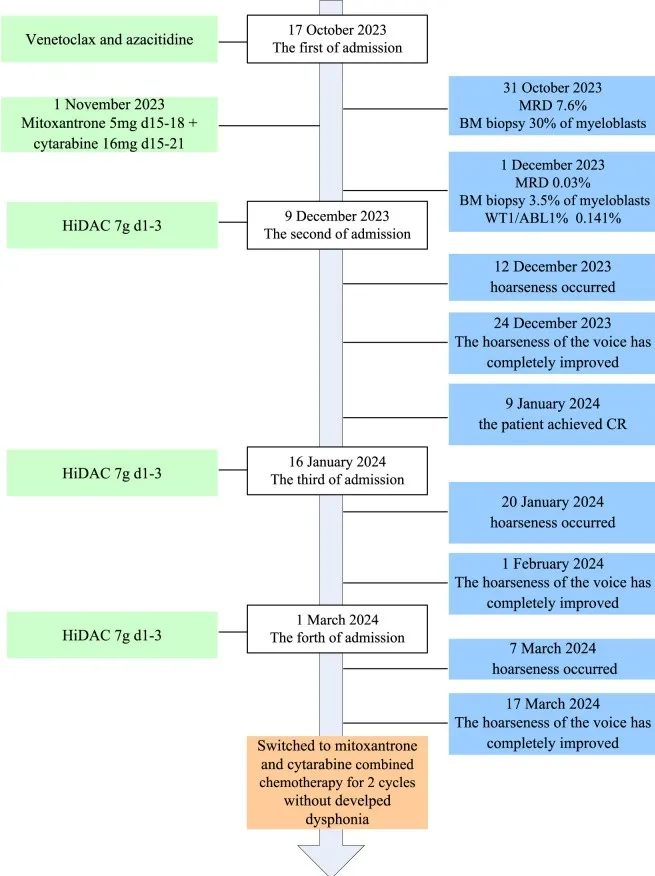 Venetoclax and azacitidine
17 October 2023
The first of admission
31 October 2023
MRD 7.6%
BM biopsy 30% of myeloblasts
1 November 2023
Mitoxantrone 5mg d15-18 +
cytarabine 16mg d15-21
1 December 2023
MRD 0.03%
BM biopsy 3.5% of myeloblasts
WT1/ABL1% 0.141%
HiDAC 7g d1-3
9 December 2023
The second of admission
12 December 2023
hoarseness occurred
24 December 2023
The hoarseness of the voice has
completely improved
9 January 2024
the patient achieved CR
HiDAC 7g d1-3
16 January 2024
The third of admission
20 January 2024
hoarseness occurred
1 February 2024
The hoarseness of the voice has
completely improved
HiDAC 7g d1-3
1 March 2024
The forth of admission
7 March 2024
hoarseness occurred
17 March 2024
The hoarseness of the voice has
completely improved
Switched to mitoxantrone
and cytarabine combined
chemotherapy for 2 cycles
without develped
dysphonia